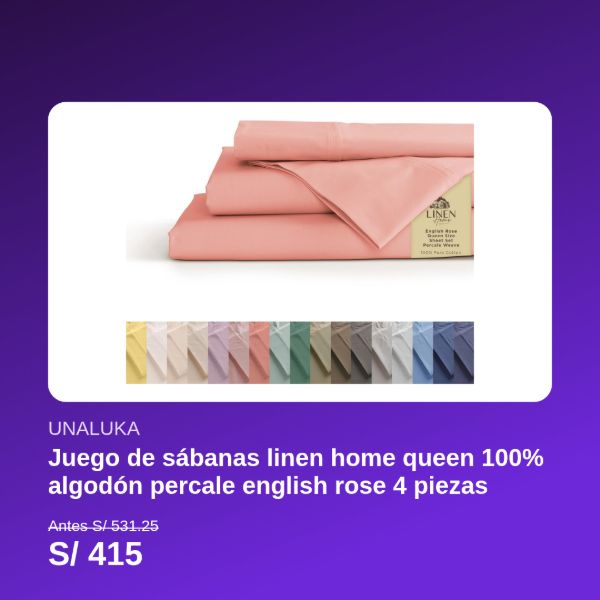 LINEN
Home
English Rose
Queen Size
Sheet Set
Percale Weave
100% Pure Cotton
UNALUKA
Juego de sábanas linen home queen 100%
algodón percale english rose 4 piezas
Antes S/ 531.25
S/ 415